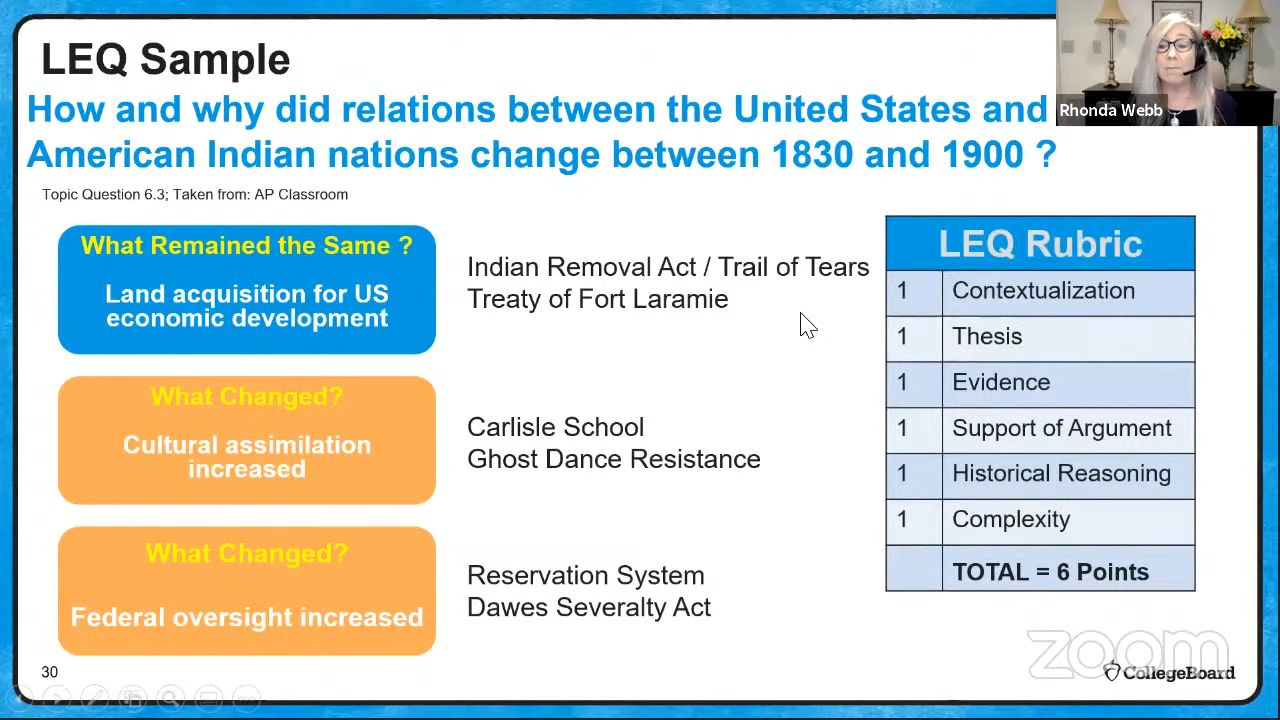 LEQ Sample
How and why did relations between the United States and
American Indian nations change between 1830 and 1900 ?
Rhonda Webb
Topic Question 6.3; Taken from: AP Classroom
What Remained the Same ?
Land acquisition for US
economic development
Indian Removal Act / Trail of Tears
Treaty of Fort Laramie
What Changed?
Cultural assimilation
increased
Carlisle School
Ghost Dance Resistance
What Changed?
Federal oversight increased
Reservation System
Dawes Severalty Act
LEQ Rubric
1 Contextualization
1 Thesis
1 Evidence
1 Support of Argument
1 Historical Reasoning
1 Complexity
TOTAL = 6 Points
zoom
30
CollegeBoard